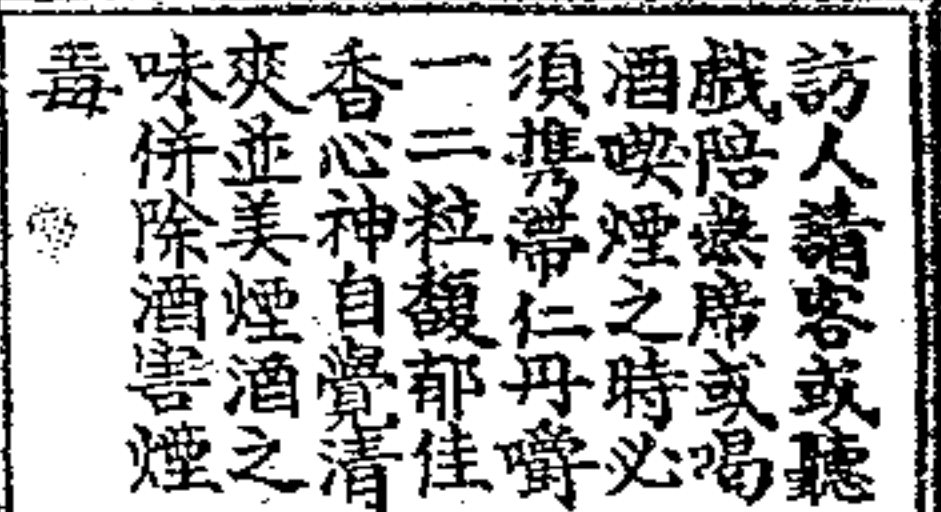 訪人請客或聽
戲陪裝席或喝
酒喫煙之時必
須携帶仁丹嚼
一二粒馥郁佳
香心神自覺清
爽並美煙酒之
味併除酒害煙
毒